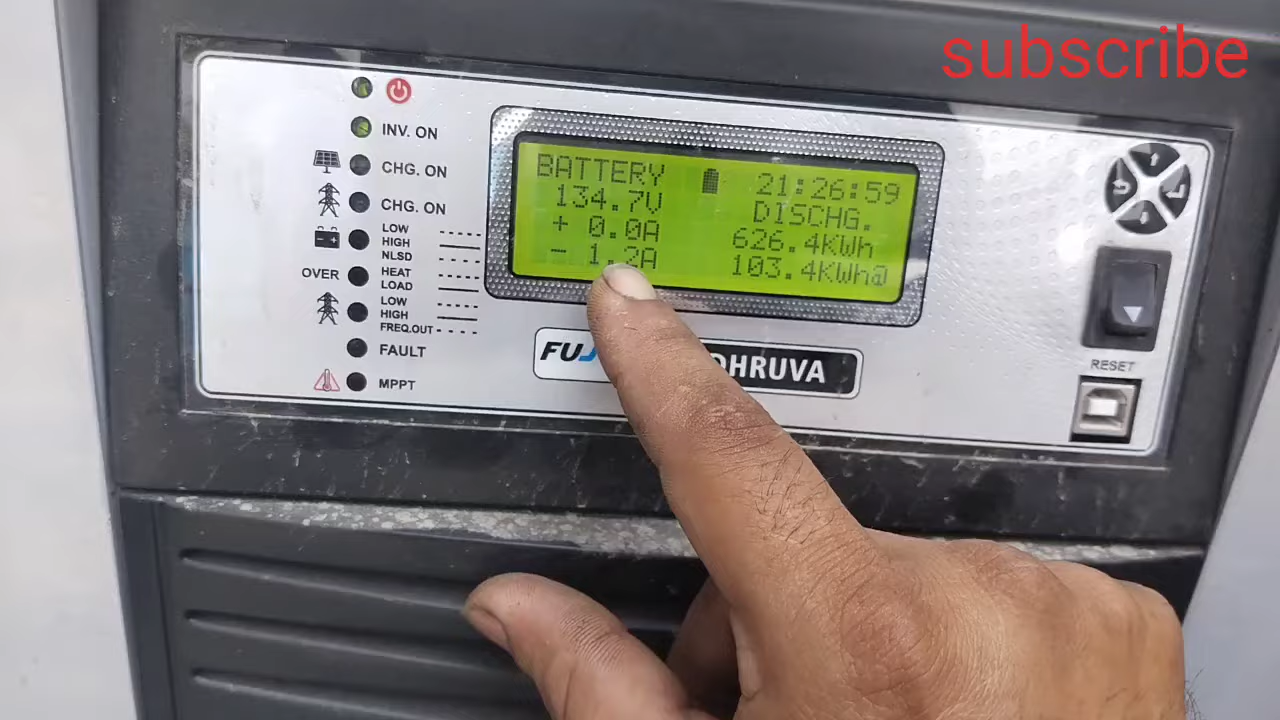 subscribe
INV. ON
CHG. ON
CHG. ON
LOW
HIGH
NLSD
OVER
HEAT
LOAD
LOW
HIGH
FREQ.OUT
FAULT
MPPT
BATTERY 21:26:59
134.7V DISCHG.
+ 0.0A 626.4KWh
- 1.2A 103.4KWh@
FUJ
DHRUVA
RESET